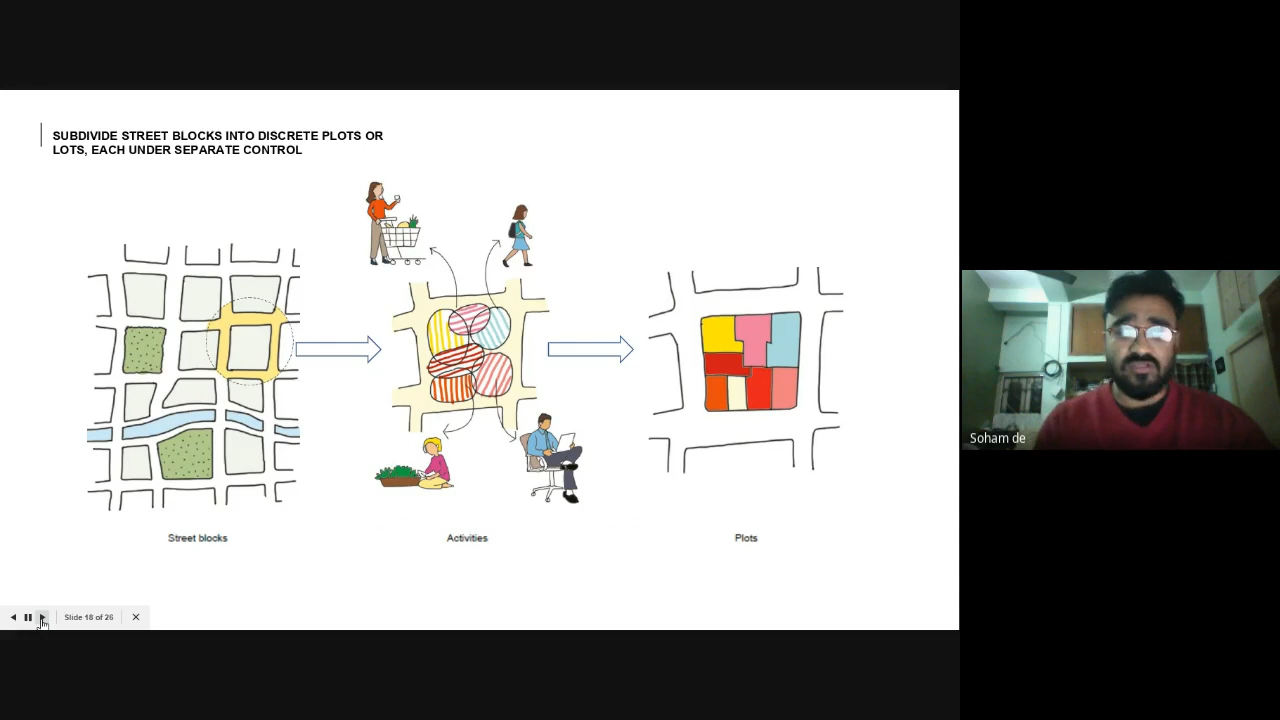 SUBDIVIDE STREET BLOCKS INTO DISCRETE PLOTS OR
LOTS, EACH UNDER SEPARATE CONTROL
Street blocks
Activities
Plots
Slide 18 of 26
Soham de